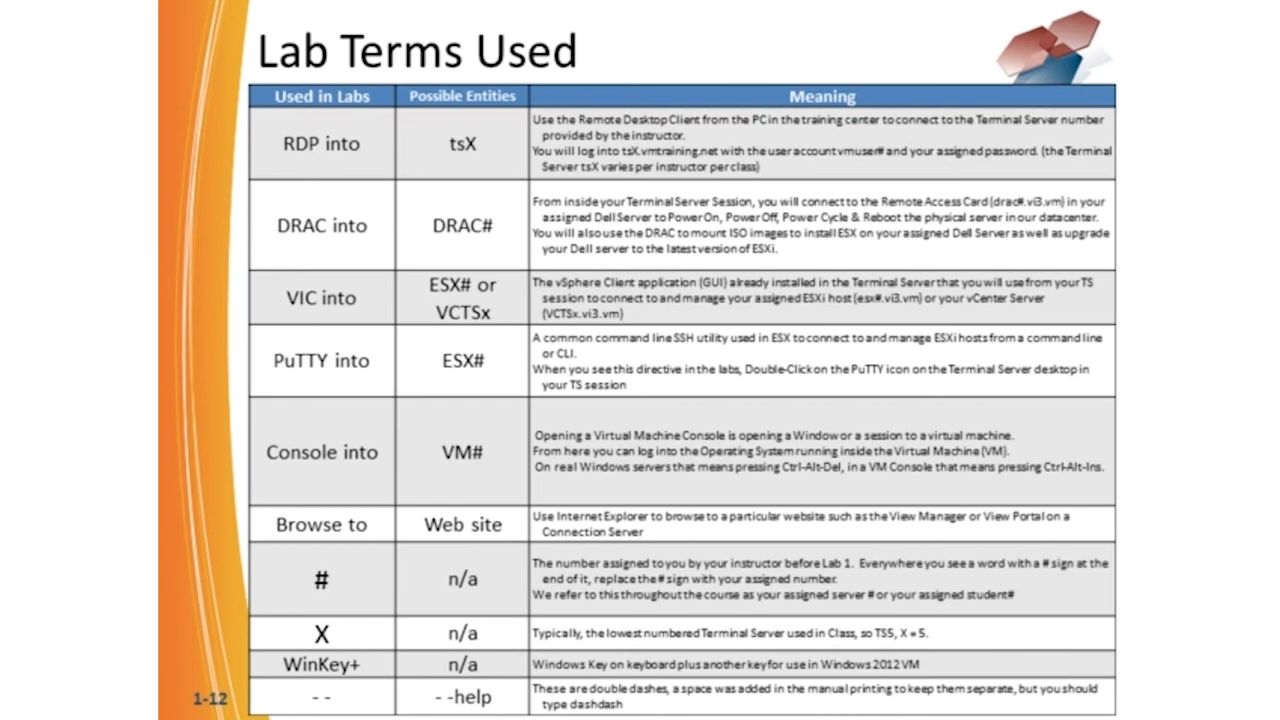 Lab Terms Used
Used in Labs Possible Entities Meaning
RDP into tsX
Use the Remote Desktop Client from the PC in the training center to connect to the Terminal Server number
provided by the instructor.
You will log into tsX.vmtraining.net with the user account vmuser# and your assigned password. (the Terminal
Server tsX varies per instructor per class)
DRAC into DRAC#
From inside your Terminal Server Session, you will connect to the Remote Access Card (drac#.vi3.vm) in your
assigned Dell Server to Power On, Power Off, Power Cycle & Reboot the physical server in our datacenter.
You will also use the DRAC to mount ISO images to install ESX on your assigned Dell Server as well as upgrade
your Dell server to the latest version of ESXi.
VIC into ESX# or
VCTSx
The vSphere Client application (GUI) already installed in the Terminal Server that you will use from your TS
session to connect to and manage your assigned ESXi host (esx#.vi3.vm) or your vCenter Server
(VCTSx.vi3.vm)
PuTTY into ESX#
A common command line SSH utility used in ESX to connect to and manage ESXi hosts from a command line
or CLI.
When you see this directive in the labs, Double-Click on the PuTTY icon on the Terminal Server desktop in
your TS session
Console into VM#
Opening a Virtual Machine Console is opening a Window or a session to a virtual machine.
From here you can log into the Operating System running inside the Virtual Machine (VM).
On real Windows servers that means pressing Ctrl-Alt-Del, in a VM Console that means pressing Ctrl-Alt-Ins.
Browse to Web site
Use Internet Explorer to browse to a particular website such as the View Manager or View Portal on a
Connection Server
# n/a
The number assigned to you by your instructor before Lab 1. Everywhere you see a word with a # sign at the
end of it, replace the # sign with your assigned number.
We refer to this throughout the course as your assigned server # or your assigned student#
X n/a Typically, the lowest numbered Terminal Server used in Class, so TS5, X = 5.
WinKey+ n/a Windows Key on keyboard plus another key for use in Windows 2012 VM
- - - -help
These are double dashes, a space was added in the manual printing to keep them separate, but you should
type dashdash
1-12